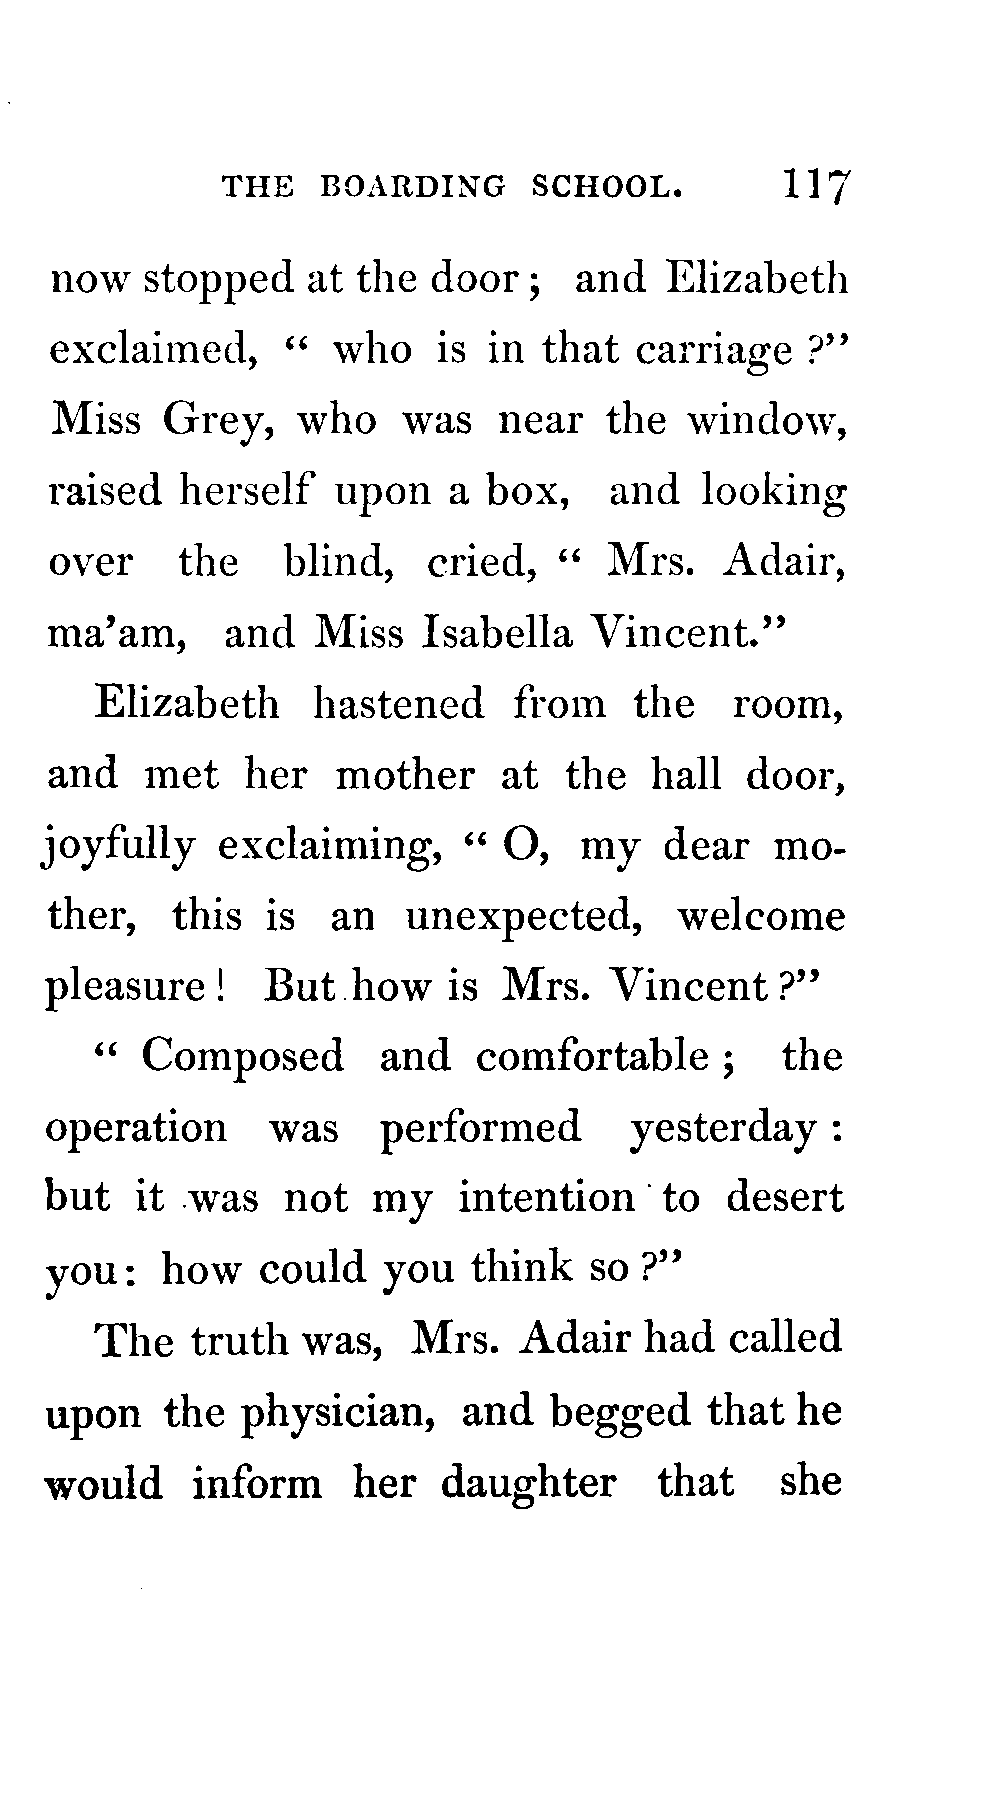 THE BOARDING SCHOOL. 117
now stopped at the door; and Elizabeth
exclaimed, “ who is in that carriage ?”
Miss Grey, who was near the window,
raised herself upon a box, and looking
over the blind, cried, “ Mrs. Adair,
ma’am, and Miss Isabella Vincent.”
Elizabeth hastened from the room,
and met her mother at the hall door,
joyfully exclaiming, “ O, my dear mo-
ther, this is an unexpected, welcome
pleasure ! But how is Mrs. Vincent ?”
“ Composed and comfortable ; the
operation was performed yesterday :
but it was not my intention to desert
you : how could you think so ?”
The truth was, Mrs. Adair had called
upon the physician, and begged that he
would inform her daughter that she